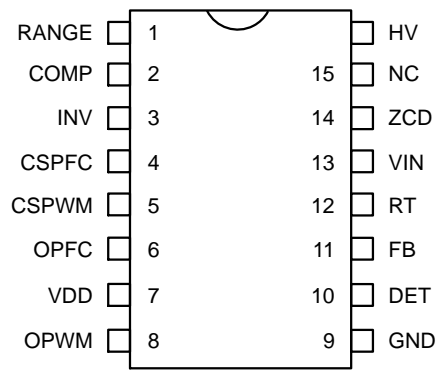 RANGE 1 HV
COMP 2 15 NC
INV 3 14 ZCD
CSPFC 4 13 VIN
CSPWM 5 12 RT
OPFC 6 11 FB
VDD 7 10 DET
OPWM 8 9 GND